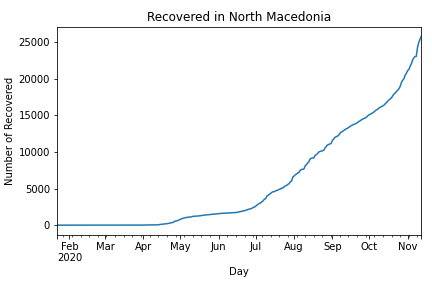 Recovered in North Macedonia
Number of Recovered
25000
20000
15000
10000
5000
0
Feb Mar Apr May Jun Jul Aug Sep Oct Nov
2020
Day